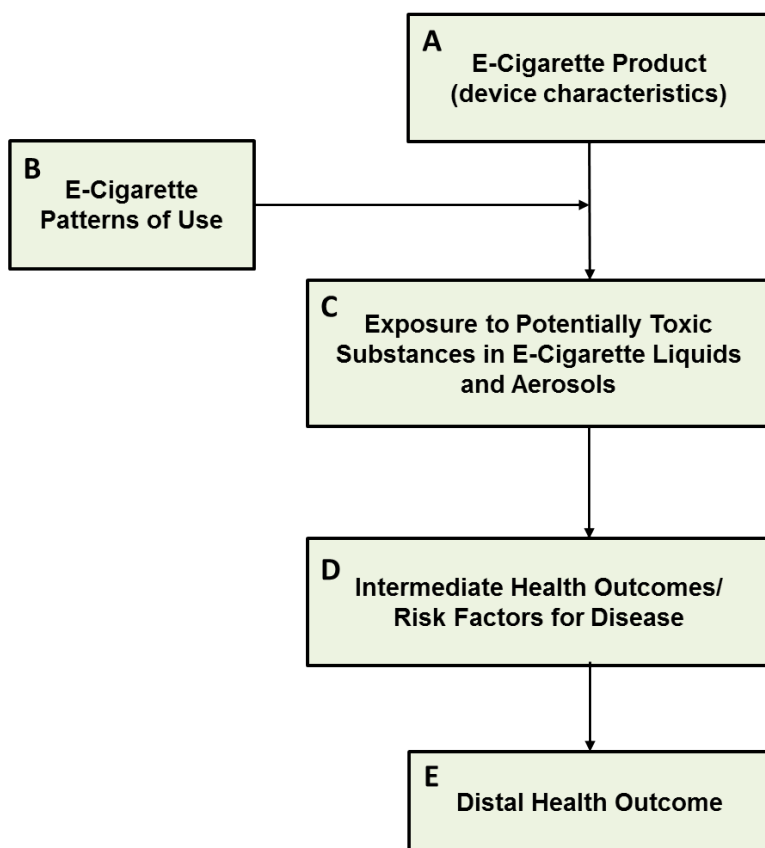 A
E-Cigarette Product
(device characteristics)
B
E-Cigarette
Patterns of Use
C
Exposure to Potentially Toxic
Substances in E-Cigarette Liquids
and Aerosols
D
Intermediate Health Outcomes/
Risk Factors for Disease
E
Distal Health Outcome